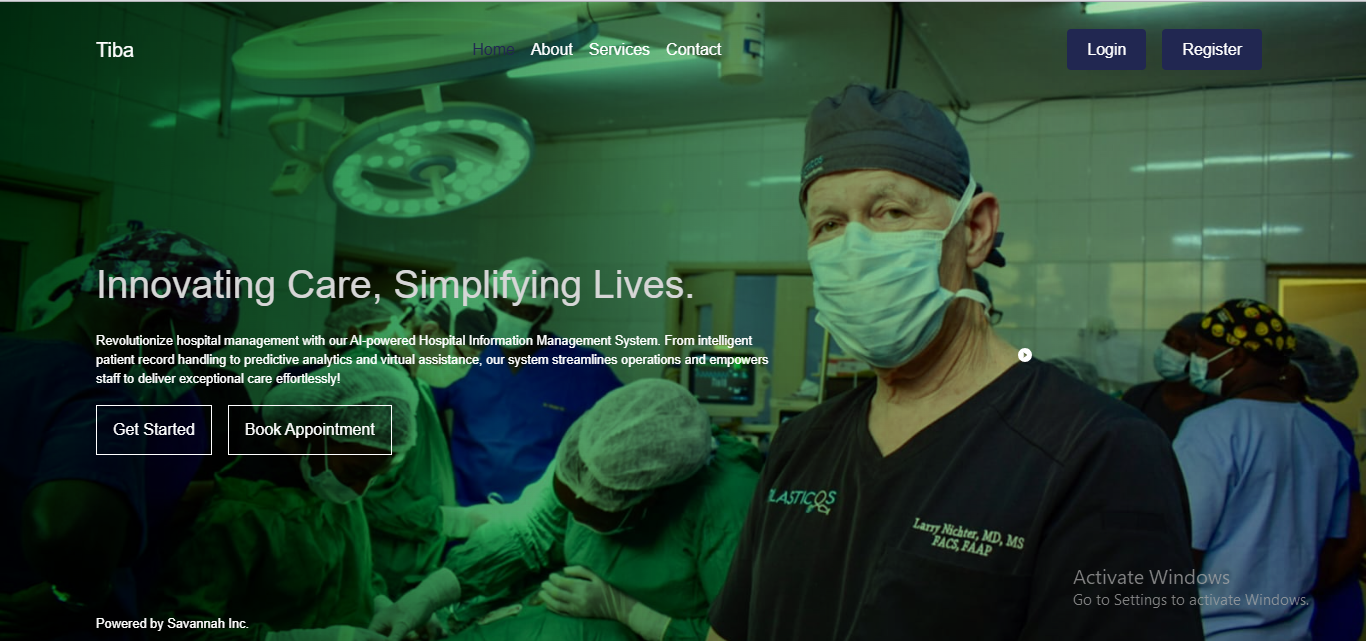 Tiba
Home About Services Contact
Login
Register
Innovating Care, Simplifying Lives.
Revolutionize hospital management with our AI-powered Hospital Information Management System. From intelligent
patient record handling to predictive analytics and virtual assistance, our system streamlines operations and empowers
staff to deliver exceptional care effortlessly!
Get Started
Book Appointment
LASTICOS
Larry Nichter, MD, MS
FACS, FAAP
Activate Windows
Go to Settings to activate Windows.
Powered by Savannah Inc.